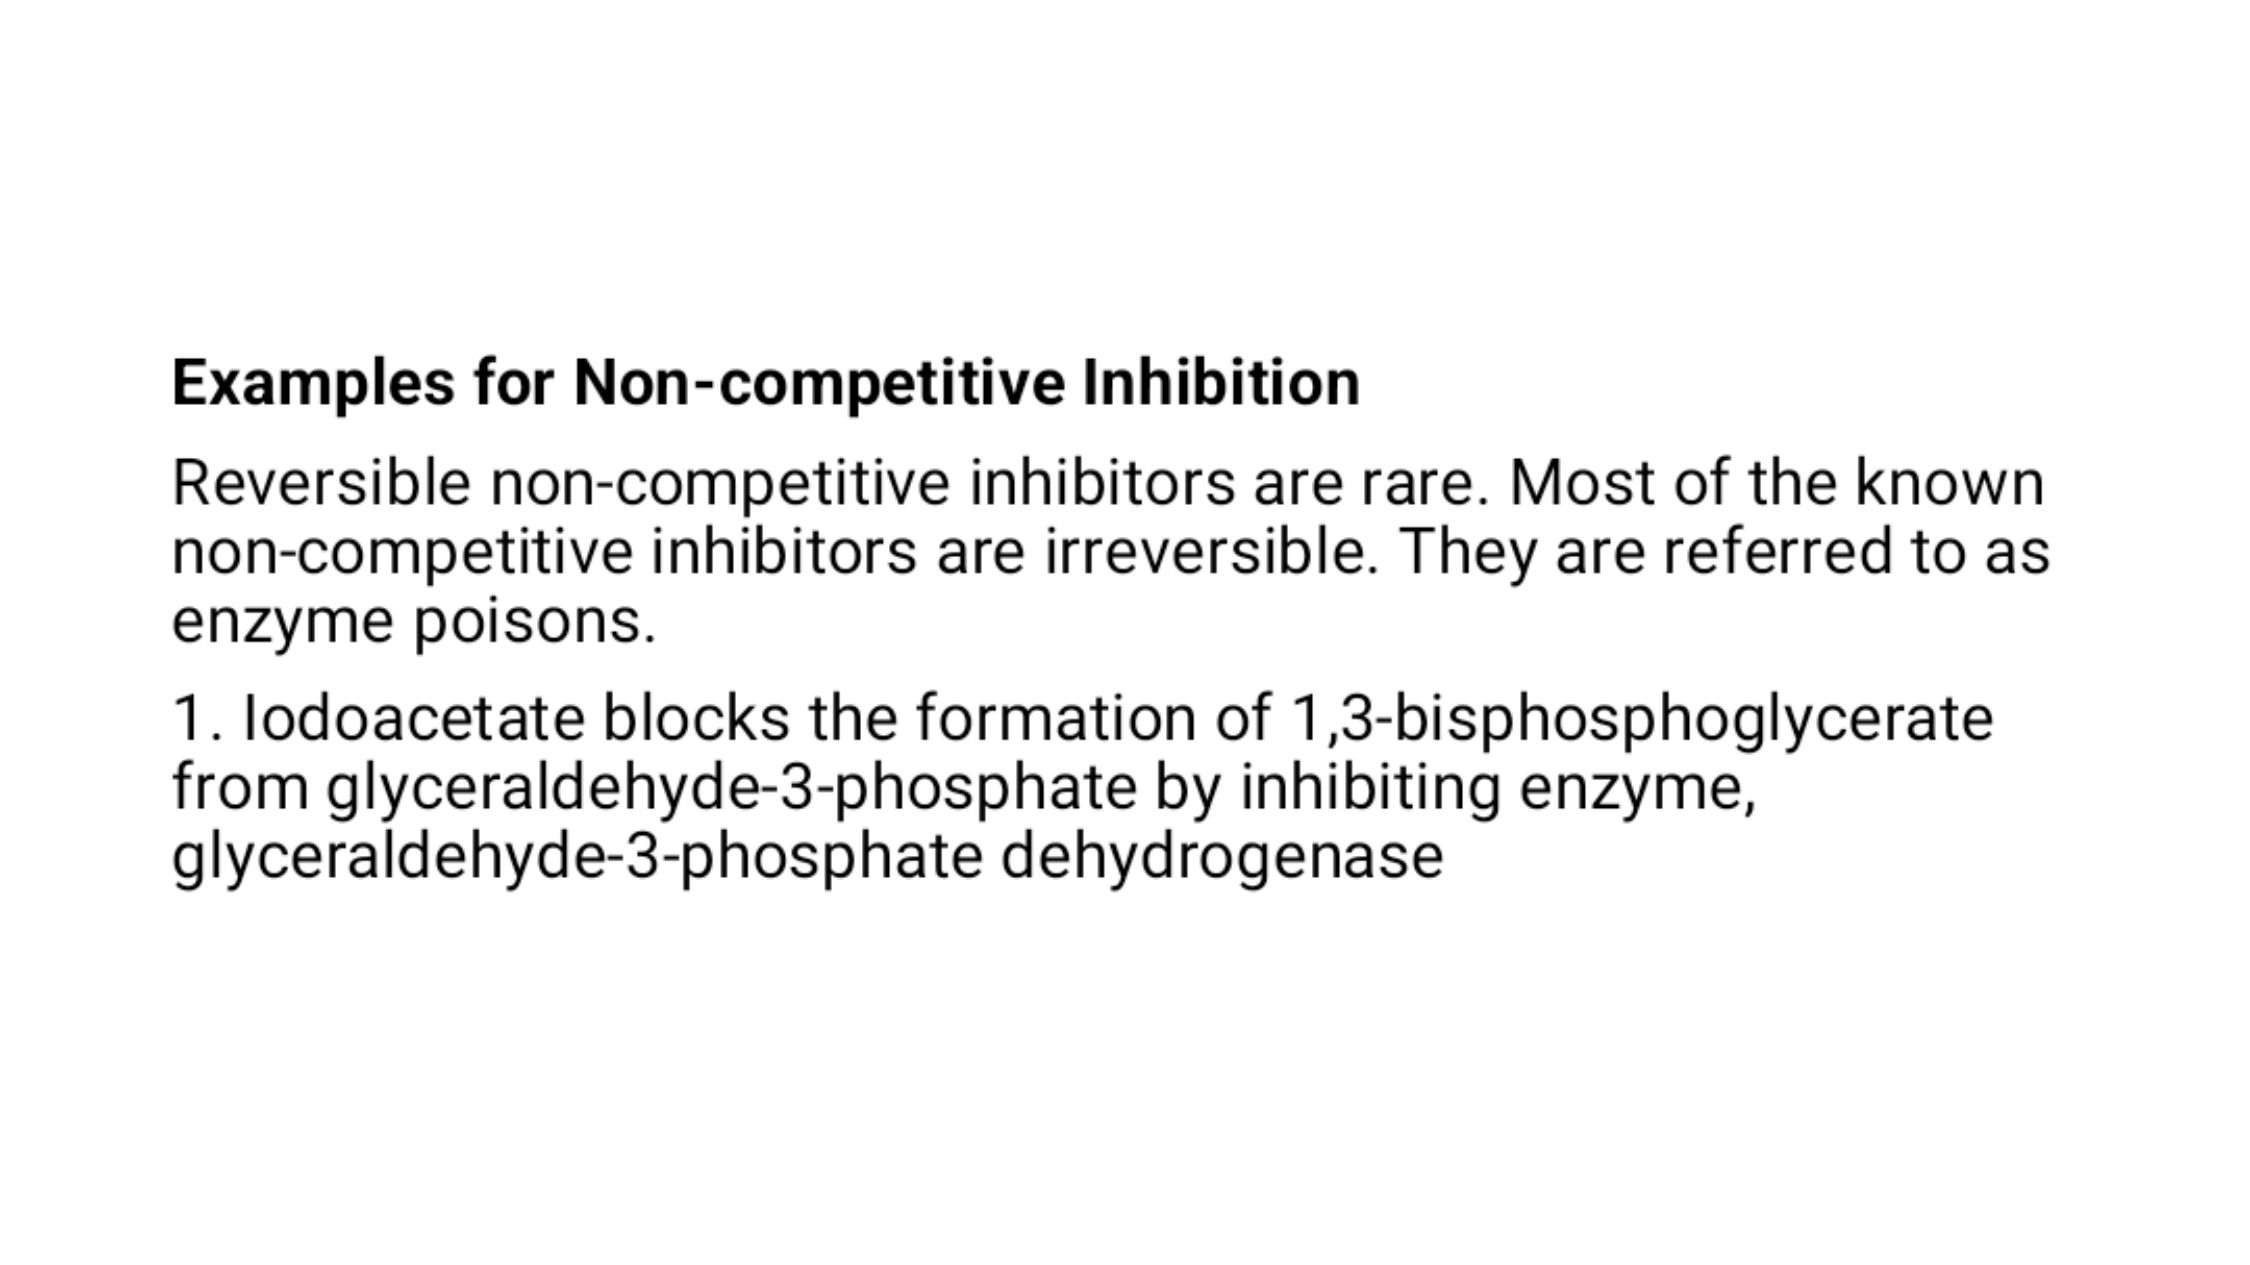 Examples for Non-competitive Inhibition
Reversible non-competitive inhibitors are rare. Most of the known
non-competitive inhibitors are irreversible. They are referred to as
enzyme poisons.
1. Iodoacetate blocks the formation of 1,3-bisphosphoglycerate
from glyceraldehyde-3-phosphate by inhibiting enzyme,
glyceraldehyde-3-phosphate dehydrogenase